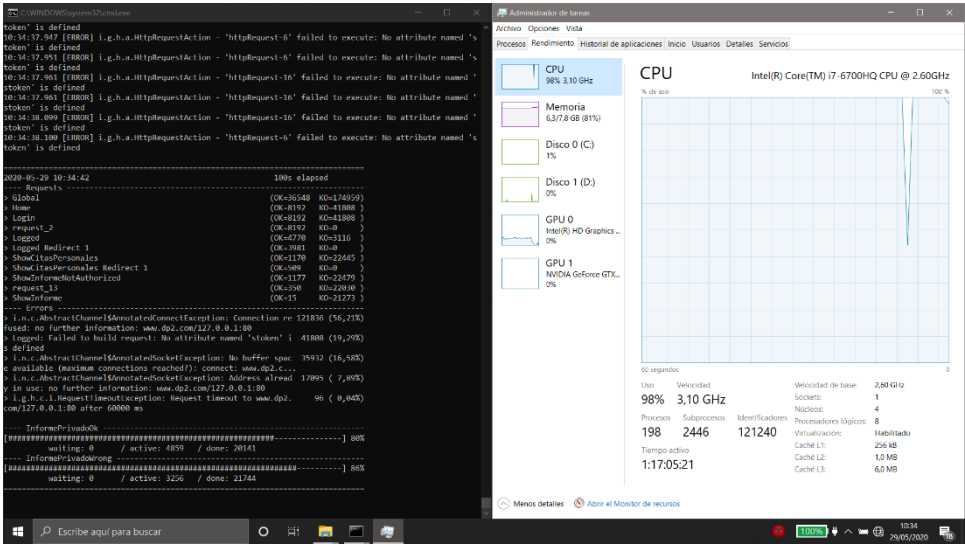 C:\WINDOWS\system32\cmd.exe
token' is defined
10:34:37.947 [ERROR] i.g.h.a.HttpRequestAction - 'httpRequest-6' failed to execute: No attribute named 's
token' is defined
10:34:37.951 [ERROR] i.g.h.a.HttpRequestAction - 'httpRequest-6' failed to execute: No attribute named 's
token' is defined
10:34:37.961 [ERROR] i.g.h.a.HttpRequestAction - 'httpRequest-16' failed to execute: No attribute named '
stoken' is defined
10:34:37.961 [ERROR] i.g.h.a.HttpRequestAction - 'httpRequest-16' failed to execute: No attribute named '
stoken' is defined
10:34:38.099 [ERROR] i.g.h.a.HttpRequestAction - 'httpRequest-16' failed to execute: No attribute named '
stoken' is defined
10:34:38.100 [ERROR] i.g.h.a.HttpRequestAction - 'httpRequest-6' failed to execute: No attribute named 's
token' is defined
================================================================================
2020-05-29 10:34:42 100s elapsed
---- Requests ------------------------------------------------------------------
> Global (OK=36548 KO=174959)
> Home (OK=8192 KO=41808 )
> Login (OK=8192 KO=41808 )
> request_2 (OK=8192 KO=0 )
> Logged (OK=4770 KO=3116 )
> Logged Redirect 1 (OK=3981 KO=0 )
> ShowCitasPersonales (OK=1170 KO=22445 )
> ShowCitasPersonales Redirect 1 (OK=509 KO=0 )
> ShowInformeNotAuthorized (OK=1177 KO=22479 )
> request_13 (OK=350 KO=22030 )
> ShowInforme (OK=15 KO=21273 )
---- Errors --------------------------------------------------------------------
> i.n.c.AbstractChannel$AnnotatedConnectException: Connection re 121836 (56,21%)
fused: no further information: www.dp2.com/127.0.0.1:80
> Logged: Failed to build request: No attribute named 'stoken' i 41808 (19,29%)
s defined
> i.n.c.AbstractChannel$AnnotatedSocketException: No buffer spac 35932 (16,58%)
e available (maximum connections reached?): connect: www.dp2.c...
> i.n.c.AbstractChannel$AnnotatedSocketException: Address alread 17095 ( 7,89%)
y in use: no further information: www.dp2.com/127.0.0.1:80
> i.g.h.c.i.RequestTimeoutException: Request timeout to www.dp2. 96 ( 0,04%)
com/127.0.0.1:80 after 60000 ms
---- InformePrivadoOk ----------------------------------------------------------
[###########################################################---------------] 80%
waiting: 0 / active: 4859 / done: 20141
---- InformePrivadoWrong -------------------------------------------------------
[################################################################----------] 86%
waiting: 0 / active: 3256 / done: 21744
================================================================================
Administrador de tareas
Archivo Opciones Vista
Procesos Rendimiento Historial de aplicaciones Inicio Usuarios Detalles Servicios
CPU
98% 3,10 GHz
Memoria
6,3/7,8 GB (81%)
Disco 0 (C:)
1%
Disco 1 (D:)
0%
GPU 0
Intel(R) HD Graphics ...
0%
GPU 1
NVIDIA GeForce GTX...
0%
CPU Intel(R) Core(TM) i7-6700HQ CPU @ 2.60GHz
% de uso 100 %
60 segundos 0
Uso Velocidad
98% 3,10 GHz
Procesos Subprocesos Identificadores
198 2446 121240
Tiempo activo
1:17:05:21
Velocidad de base: 2,60 GHz
Sockets: 1
Núcleos: 4
Procesadores lógicos: 8
Virtualización: Habilitado
Caché L1: 256 kB
Caché L2: 1,0 MB
Caché L3: 6,0 MB
Menos detalles Abrir el Monitor de recursos
Escribe aquí para buscar
100%
10:34
29/05/2020
18